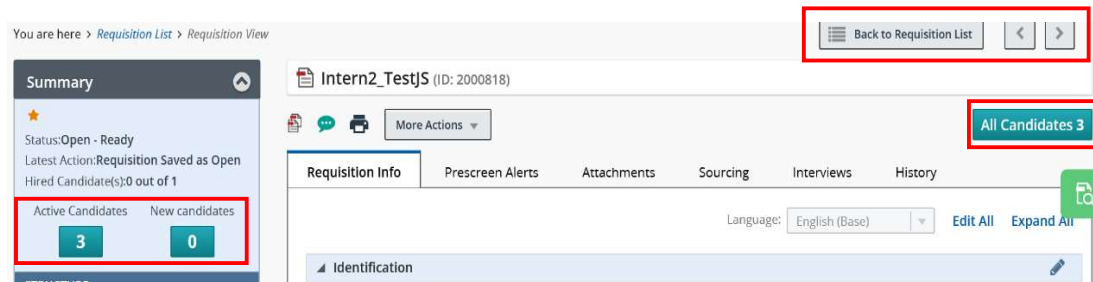 You are here > Requisition List > Requisition View
Back to Requisition List
Summary
Intern2_TestJS (ID: 2000818)
Status:Open - Ready
Latest Action:Requisition Saved as Open
Hired Candidate(s):0 out of 1
Active Candidates New candidates
3 0
More Actions
All Candidates 3
Requisition Info Prescreen Alerts Attachments Sourcing Interviews History
Language: English (Base) Edit All Expand All
Identification
STRUCTURE